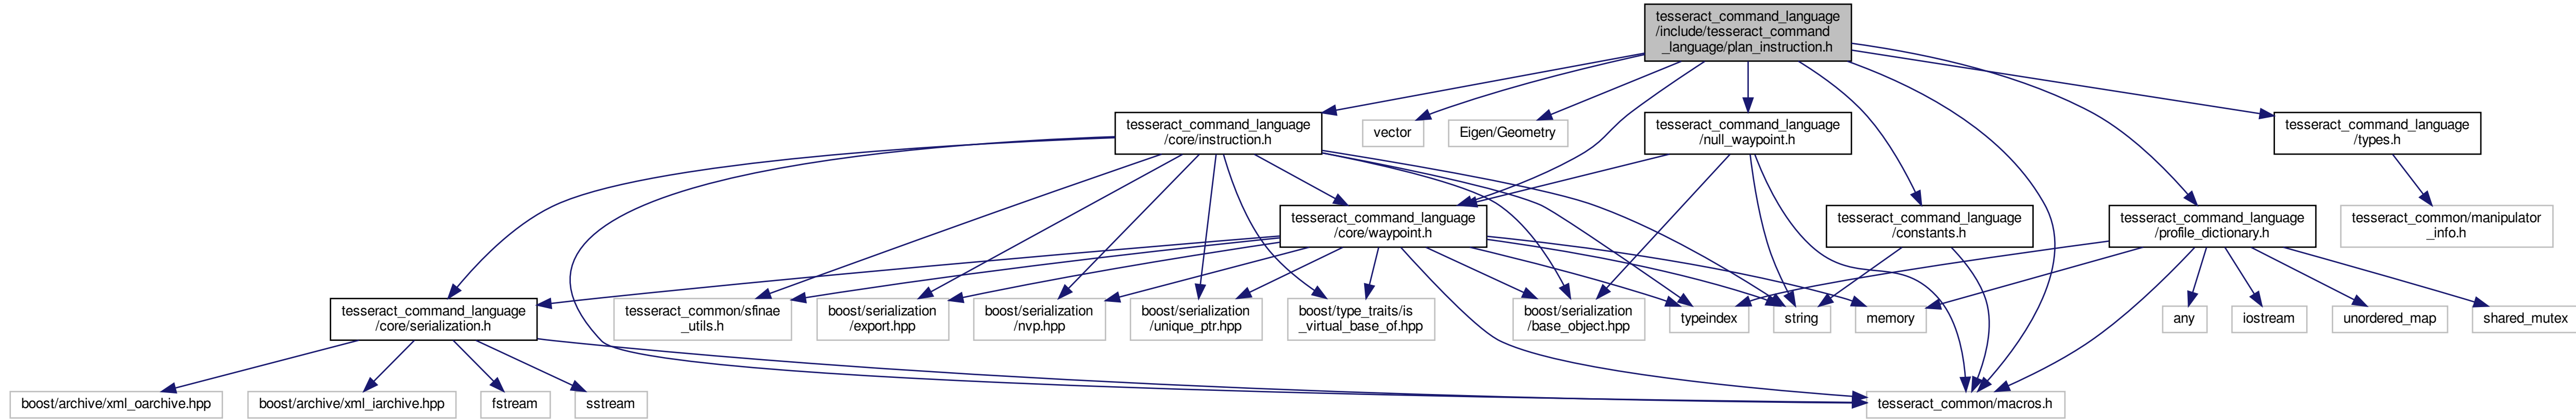 tesseract_command_language
/include/tesseract_command
_language/plan_instruction.h
tesseract_command_language
/core/instruction.h
vector
Eigen/Geometry
tesseract_command_language
/null_waypoint.h
tesseract_command_language
/types.h
tesseract_command_language
/core/waypoint.h
tesseract_command_language
/constants.h
tesseract_command_language
/profile_dictionary.h
tesseract_common/manipulator
_info.h
tesseract_command_language
/core/serialization.h
tesseract_common/sfinae
_utils.h
boost/serialization
/export.hpp
boost/serialization
/nvp.hpp
boost/serialization
/unique_ptr.hpp
boost/type_traits/is
_virtual_base_of.hpp
boost/serialization
/base_object.hpp
typeindex
string
memory
any
iostream
unordered_map
shared_mutex
boost/archive/xml_oarchive.hpp
boost/archive/xml_iarchive.hpp
fstream
sstream
tesseract_common/macros.h